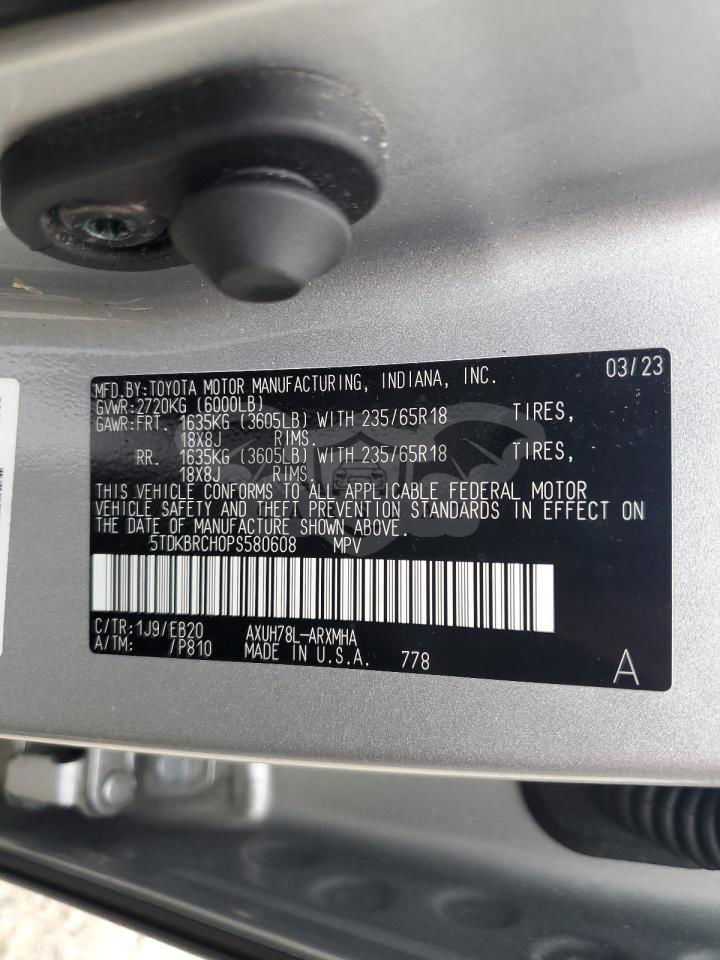 03/23
MFD.BY:TOYOTA MOTOR MANUFACTURING, INDIANA, INC.
GVWR:2720KG (6000LB)
GAWR:FRT. 1635KG (3605LB) WITH 235/65R18 TIRES,
18X8J RIMS.
RR. 1635KG (3605LB) WITH 235/65R18 TIRES,
18X8J RIMS.
THIS VEHICLE CONFORMS TO ALL APPLICABLE FEDERAL MOTOR
VEHICLE SAFETY AND THEFT PREVENTION STANDARDS IN EFFECT ON
THE DATE OF MANUFACTURE SHOWN ABOVE.
5TDKBRCH0PS580608 MPV
C/TR:1J9/EB20 AXUH78L-ARXMHA
A/TM: /P810 MADE IN U.S.A. 778
A